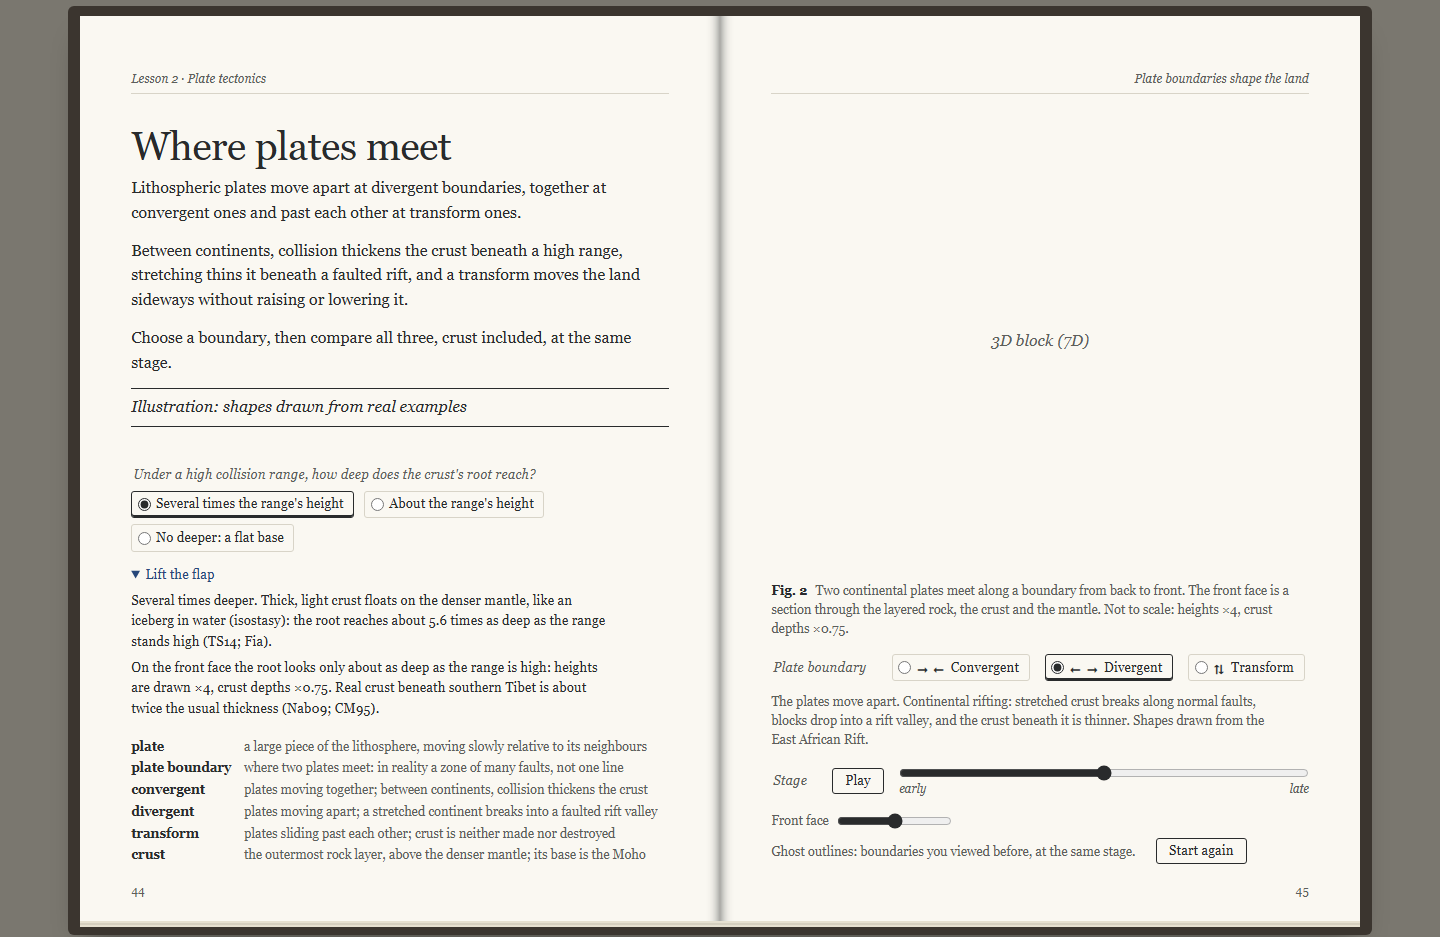 Lesson 2 · Plate tectonics
Where plates meet
Lithospheric plates move apart at divergent boundaries, together at
convergent ones and past each other at transform ones.
Between continents, collision thickens the crust beneath a high range,
stretching thins it beneath a faulted rift, and a transform moves the land
sideways without raising or lowering it.
Choose a boundary, then compare all three, crust included, at the same
stage.
Illustration: shapes drawn from real examples
Under a high collision range, how deep does the crust's root reach?
Several times the range's height
About the range's height
No deeper: a flat base
▼ Lift the flap
Several times deeper. Thick, light crust floats on the denser mantle, like an
iceberg in water (isostasy): the root reaches about 5.6 times as deep as the range
stands high (TS14; Fia).
On the front face the root looks only about as deep as the range is high: heights
are drawn ×4, crust depths ×0.75. Real crust beneath southern Tibet is about
twice the usual thickness (Nab09; CM95).
plate a large piece of the lithosphere, moving slowly relative to its neighbours
plate boundary where two plates meet: in reality a zone of many faults, not one line
convergent plates moving together; between continents, collision thickens the crust
divergent plates moving apart; a stretched continent breaks into a faulted rift valley
transform plates sliding past each other; crust is neither made nor destroyed
crust the outermost rock layer, above the denser mantle; its base is the Moho
44
Plate boundaries shape the land
3D block (7D)
Fig. 2 Two continental plates meet along a boundary from back to front. The front face is a
section through the layered rock, the crust and the mantle. Not to scale: heights ×4, crust
depths ×0.75.
Plate boundary
→ ← Convergent
← → Divergent
⇅ Transform
The plates move apart. Continental rifting: stretched crust breaks along normal faults,
blocks drop into a rift valley, and the crust beneath it is thinner. Shapes drawn from the
East African Rift.
Stage
Play
early
late
Front face
Ghost outlines: boundaries you viewed before, at the same stage.
Start again
45